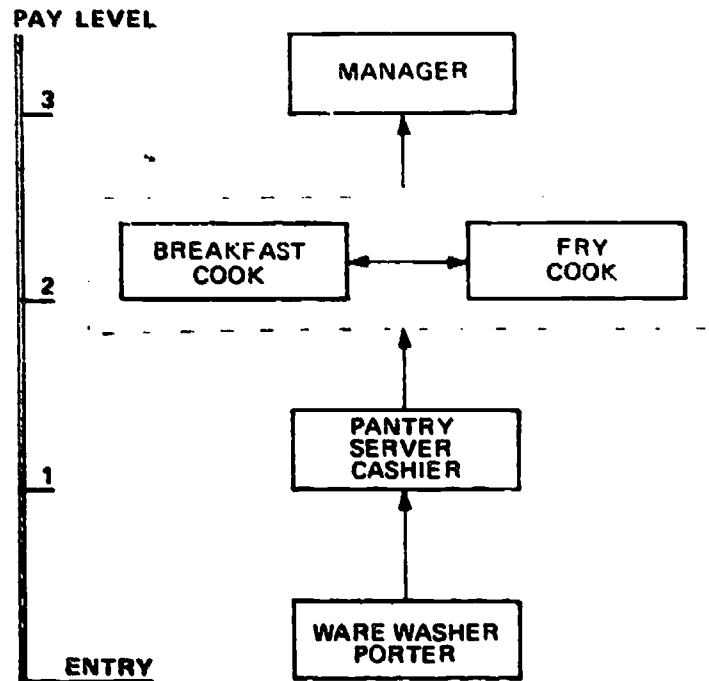 PAY LEVEL
3
MANAGER
BREAKFAST
COOK
FRY
COOK
2
PANTRY
SERVER
CASHIER
1
WARE WASHER
PORTER
ENTRY